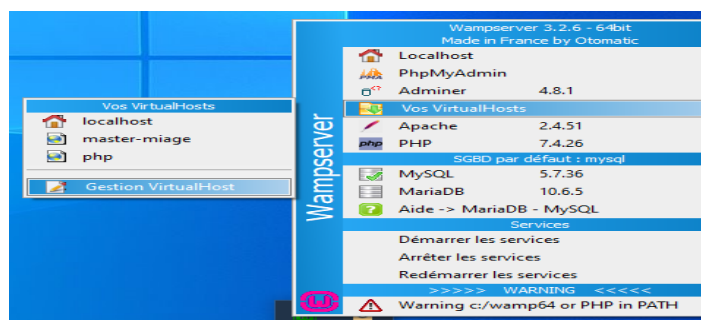 Vos VirtualHosts
localhost
master-miage
php
Gestion VirtualHost
Wampserver
Wampserver 3.2.6 - 64bit
Made in France by Otomatic
Localhost
PhpMyAdmin
Adminer 4.8.1
Vos VirtualHosts
Apache 2.4.51
php PHP 7.4.26
SGBD par défaut : mysql
MySQL 5.7.36
MariaDB 10.6.5
? Aide -> MariaDB - MySQL
Services
Démarrer les services
Arrêter les services
Redémarrer les services
>>>>> WARNING <<<<<
Warning c:/wamp64 or PHP in PATH